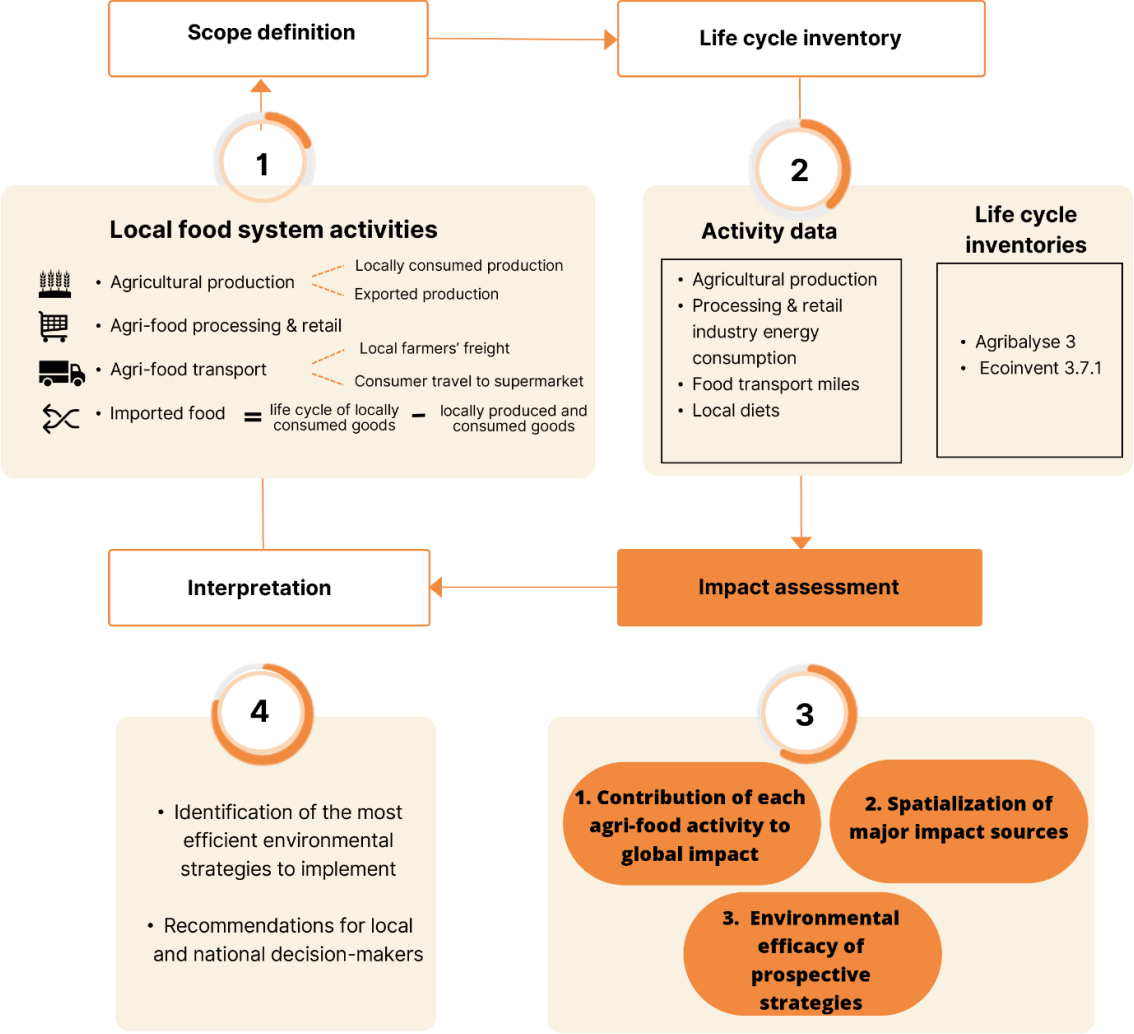 Scope definition
Life cycle inventory
1
Local food system activities
• Agricultural production
Locally consumed production
Exported production
• Agri-food processing & retail
• Agri-food transport
Local farmers' freight
Consumer travel to supermarket
• Imported food
=
life cycle of locally
consumed goods
–
locally produced and
consumed goods
2
Activity data
• Agricultural production
• Processing & retail
industry energy
consumption
• Food transport miles
• Local diets
Life cycle
inventories
• Agribalyse 3
• Ecoinvent 3.7.1
Interpretation
Impact assessment
4
• Identification of the most
efficient environmental
strategies to implement
• Recommendations for local
and national decision-makers
3
1. Contribution of each
agri-food activity to
global impact
2. Spatialization of
major impact sources
3. Environmental
efficacy of
prospective
strategies